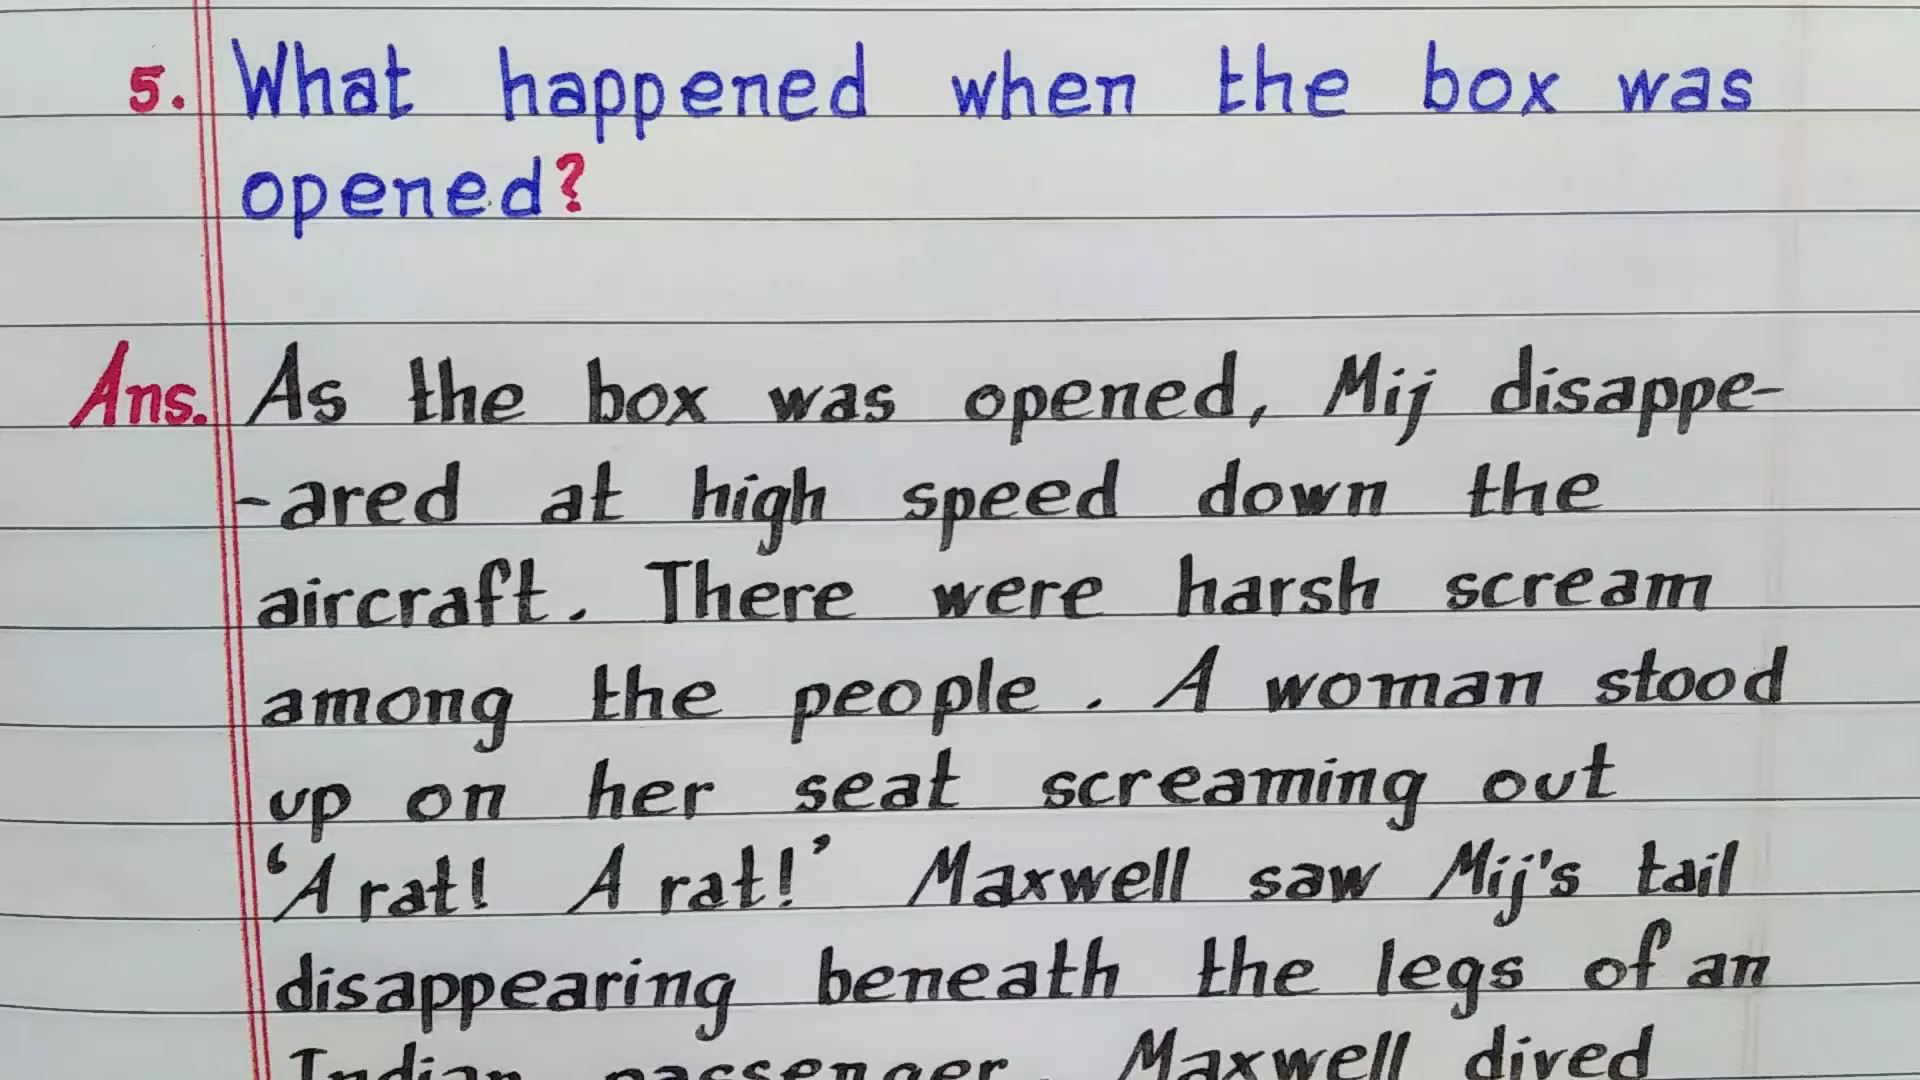 5. What happened when the box was
opened?
Ans. As the box was opened, Mij disappe-
-ared at high speed down the
aircraft. There were harsh scream
among the people. A woman stood
up on her seat screaming out
‘A rat! A rat!’ Maxwell saw Mij's tail
disappearing beneath the legs of an
Indian passenger. Maxwell dived